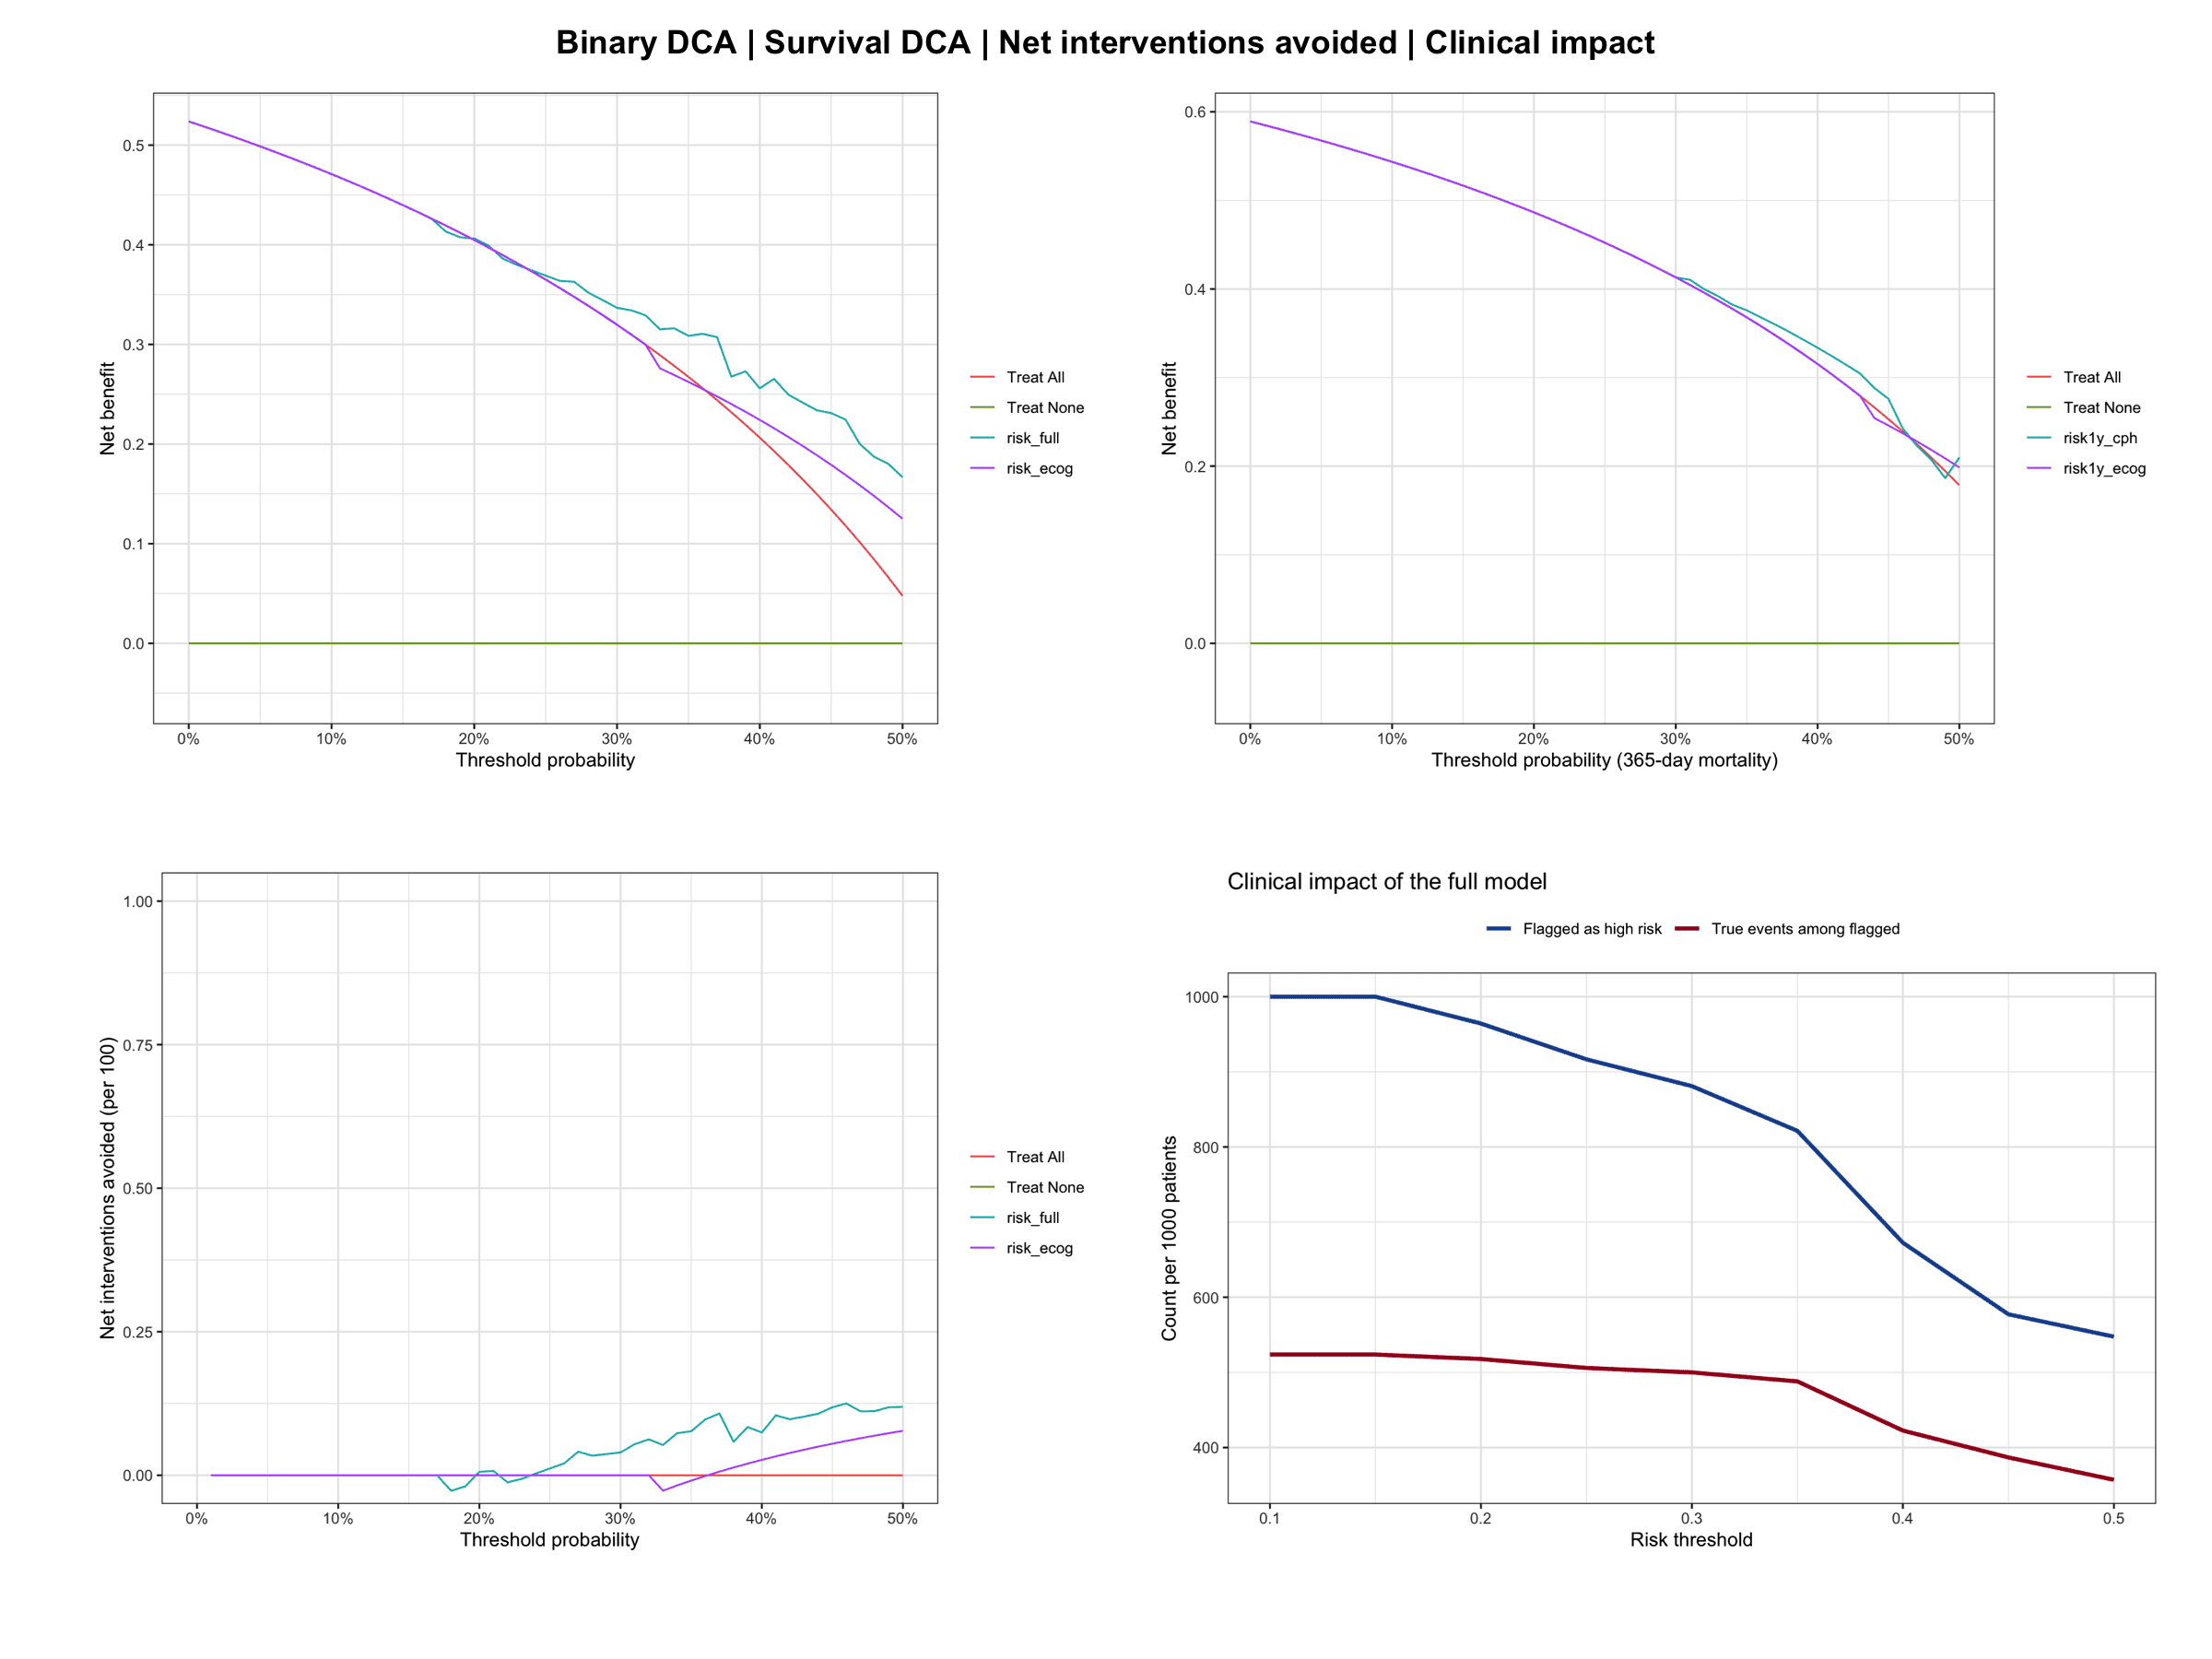 Binary DCA | Survival DCA | Net interventions avoided | Clinical impact
Net benefit
0.5
0.4
0.3
0.2
0.1
0.0
0% 10% 20% 30% 40% 50%
Threshold probability
Treat All
Treat None
risk_full
risk_ecog
Net benefit
0.6
0.4
0.2
0.0
0% 10% 20% 30% 40% 50%
Threshold probability (365-day mortality)
Treat All
Treat None
risk1y_cph
risk1y_ecog
Net interventions avoided (per 100)
1.00
0.75
0.50
0.25
0.00
0% 10% 20% 30% 40% 50%
Threshold probability
Treat All
Treat None
risk_full
risk_ecog
Clinical impact of the full model
Flagged as high risk True events among flagged
Count per 1000 patients
1000
800
600
400
0.1 0.2 0.3 0.4 0.5
Risk threshold